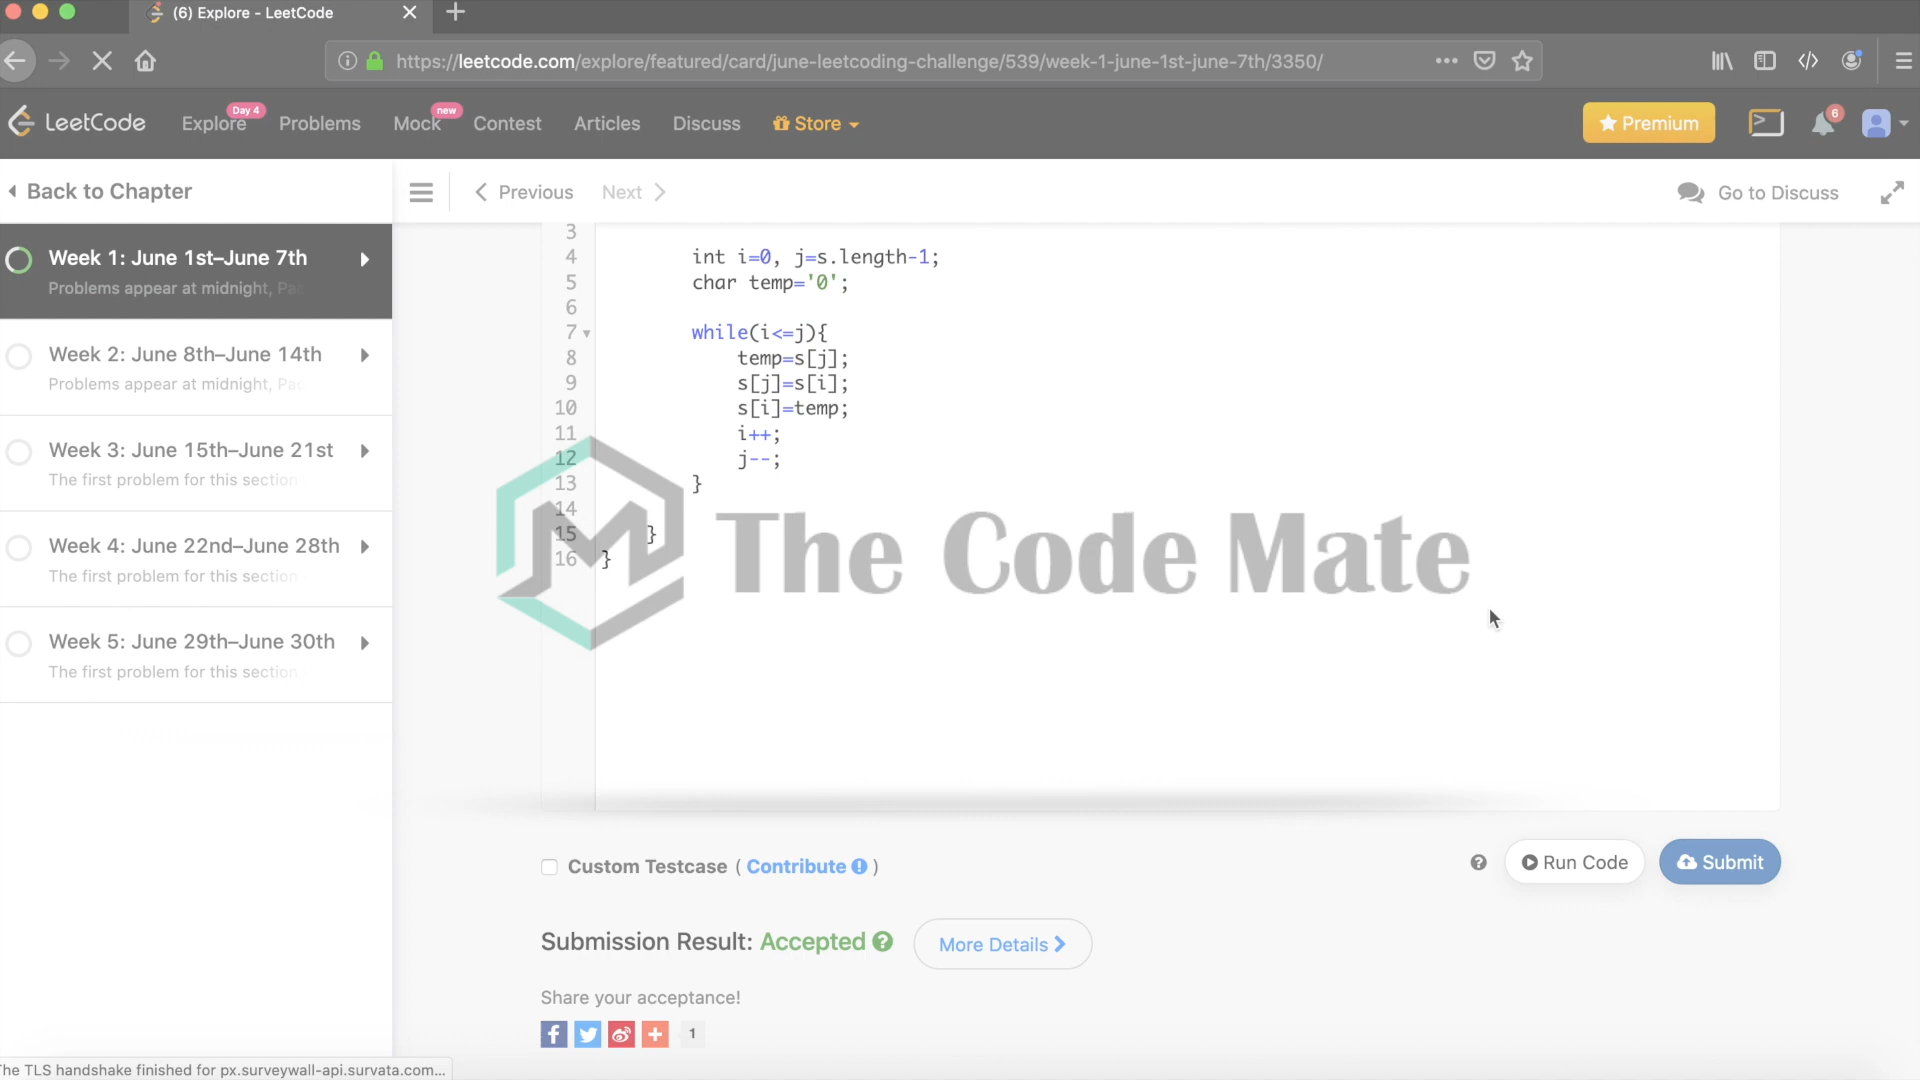 (6) Explore - LeetCode
https://leetcode.com/explore/featured/card/june-leetcoding-challenge/539/week-1-june-1st-june-7th/3350/
LeetCode Explore Day 4 Problems Mock new Contest Articles Discuss Store Premium 6
Back to Chapter Previous Next Go to Discuss
Week 1: June 1st–June 7th
Problems appear at midnight, Pac
Week 2: June 8th–June 14th
Problems appear at midnight, Pac
Week 3: June 15th–June 21st
The first problem for this section
Week 4: June 22nd–June 28th
The first problem for this section
Week 5: June 29th–June 30th
The first problem for this section
3
4 int i=0, j=s.length-1;
5 char temp='0';
6
7 while(i<=j){
8 temp=s[j];
9 s[j]=s[i];
10 s[i]=temp;
11 i++;
12 j--;
13 }
14
15 }
16 }
The Code Mate
Custom Testcase ( Contribute ) Run Code Submit
Submission Result: Accepted More Details
Share your acceptance!
1
he TLS handshake finished for px.surveywall-api.survata.com...